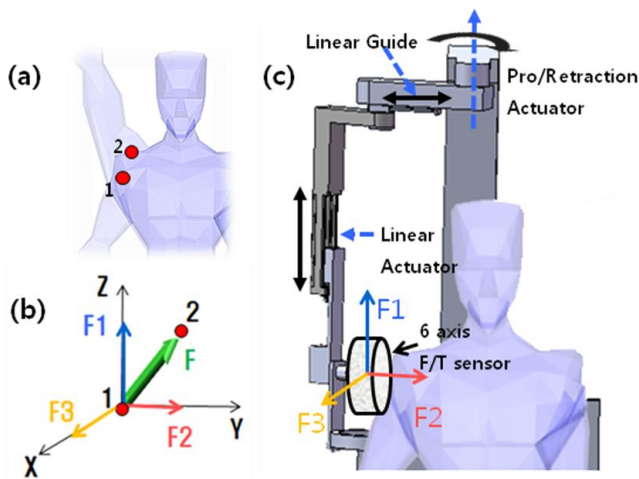 (a)
2
1
(b)
Z
F1
2
F
1
F3
F2
Y
X
(c)
Linear Guide
Pro/Retraction
Actuator
Linear
Actuator
F1
6 axis
F/T sensor
F2
F3